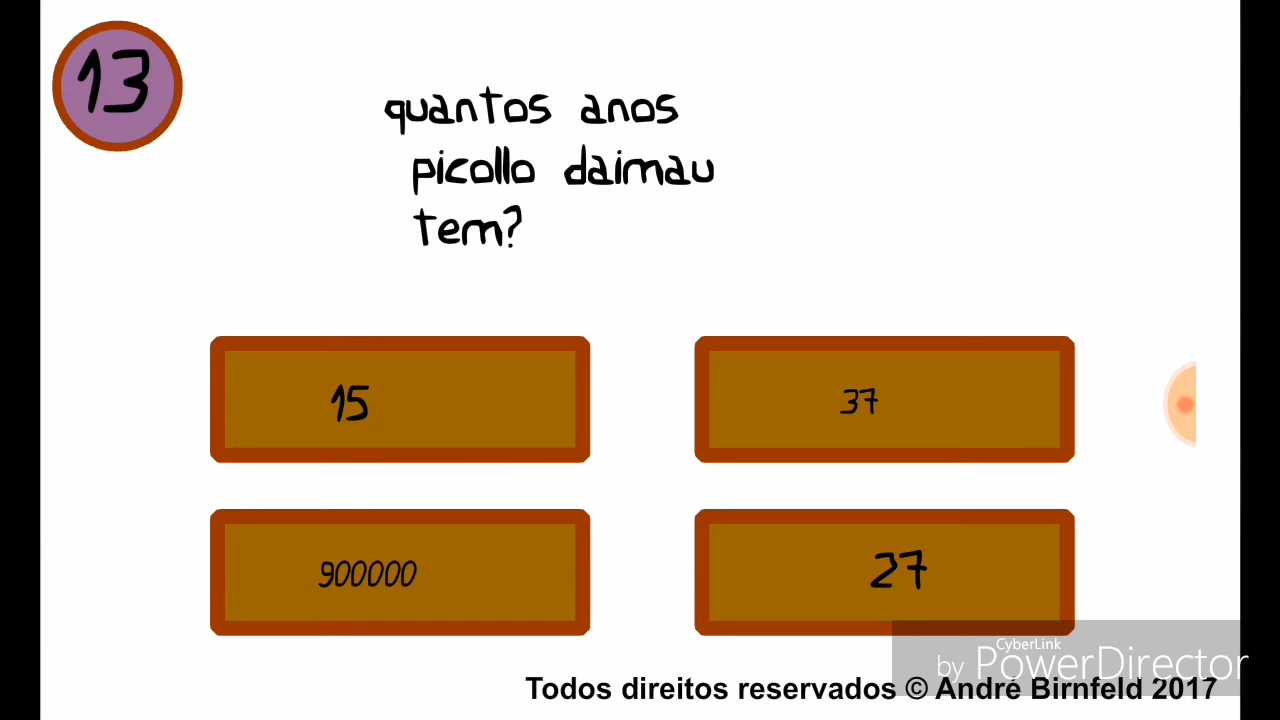 13
quantos anos
picollo daimau
tem?
15
37
900000
27
CyberLink
by PowerDirector
Todos direitos reservados © André Birnfeld 2017